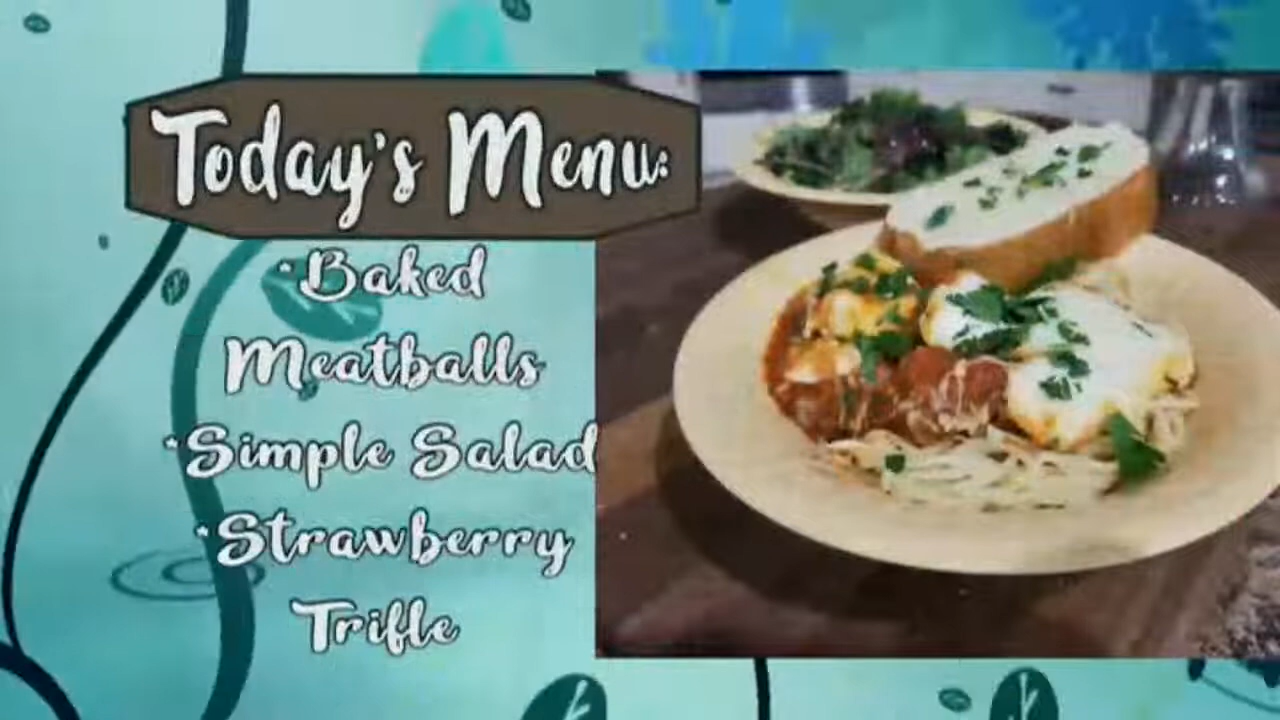 Today's Menu:
•Baked
Meatballs
•Simple Salad
•Strawberry
Trifle